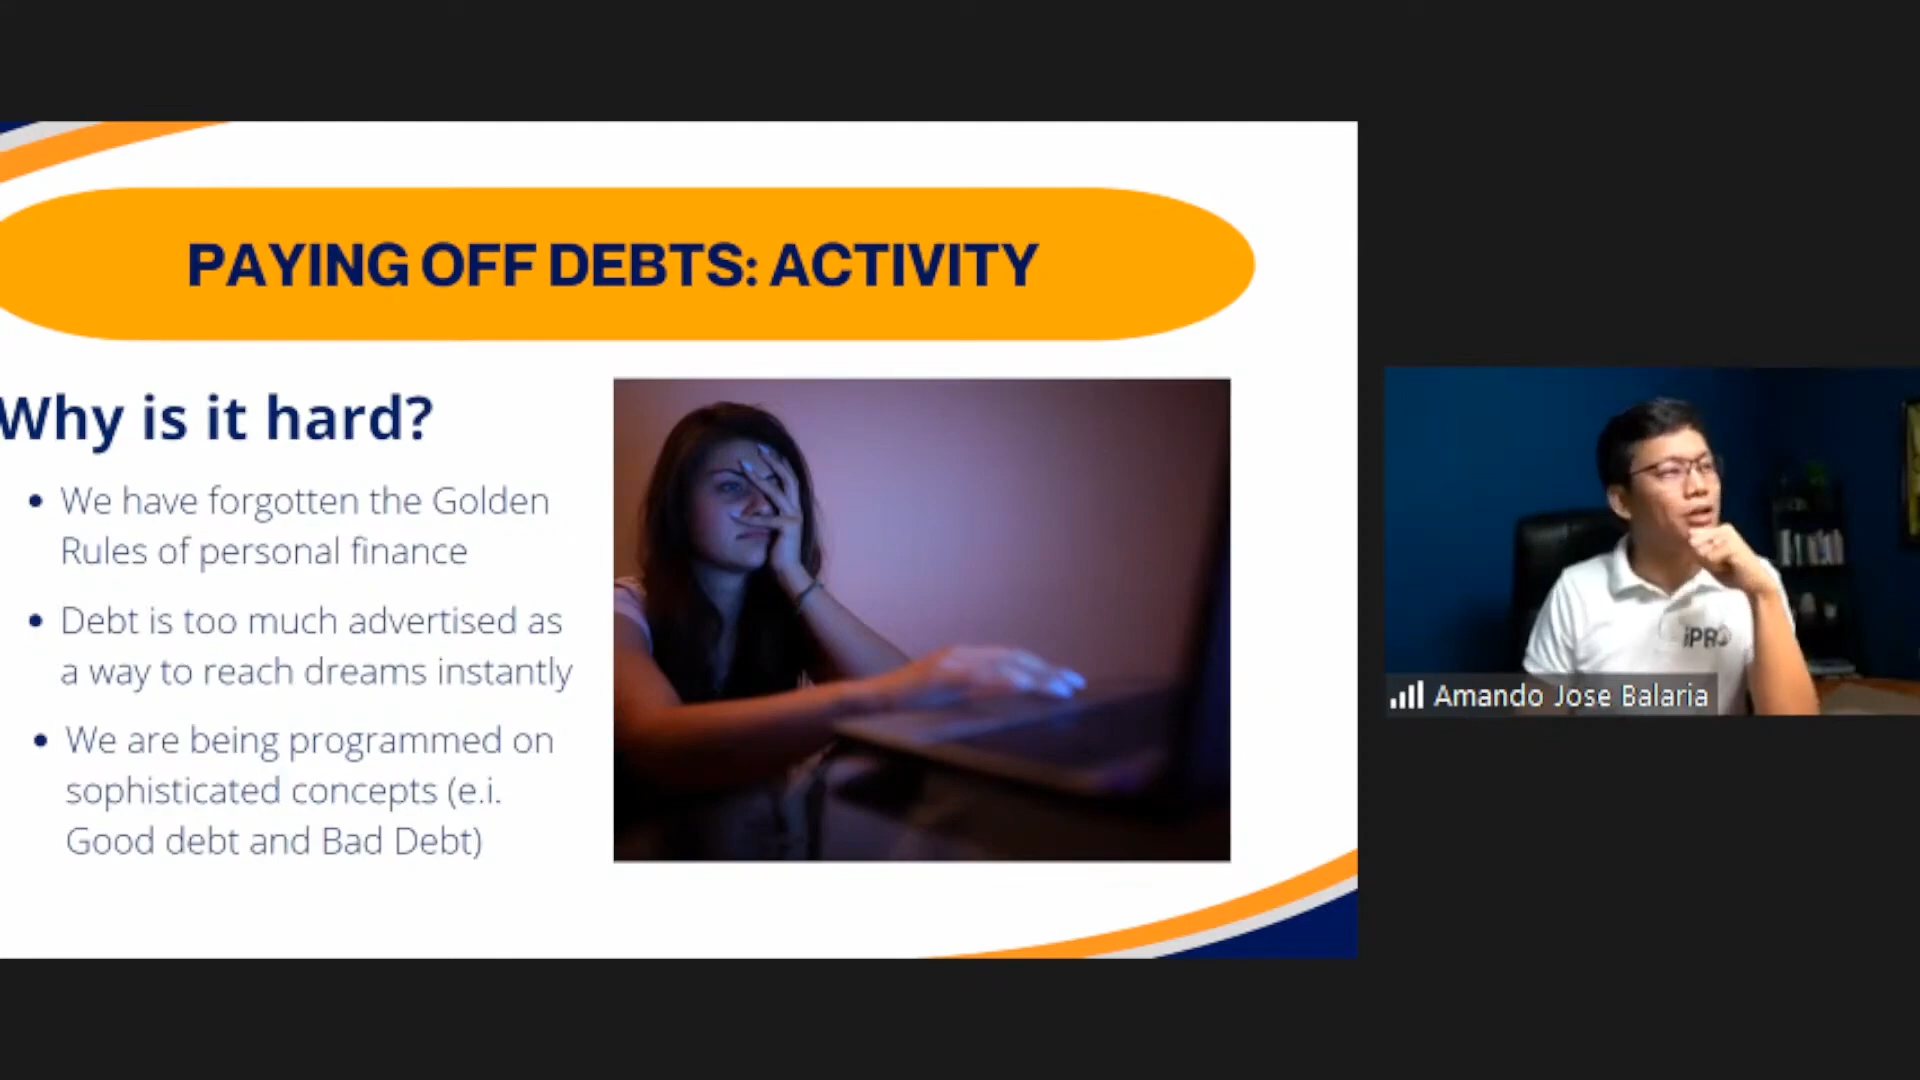 PAYING OFF DEBTS: ACTIVITY
Why is it hard?
• We have forgotten the Golden
Rules of personal finance
• Debt is too much advertised as
a way to reach dreams instantly
• We are being programmed on
sophisticated concepts (e.i.
Good debt and Bad Debt)
iPRO
Amando Jose Balaria